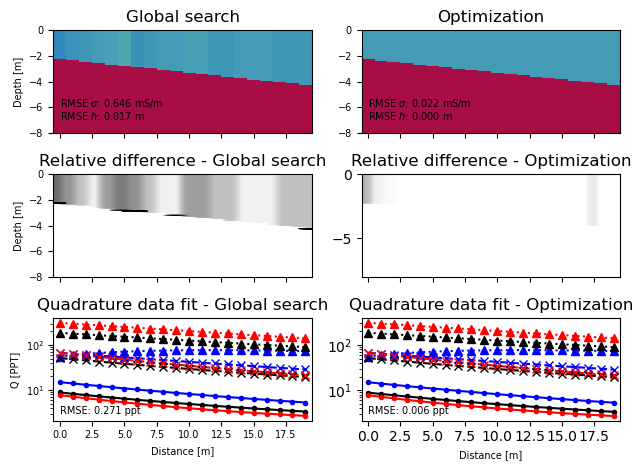 Global search
Optimization
0
−2
−4
−6
−8
Depth [m]
RMSE σ: 0.646 mS/m
RMSE h: 0.017 m
0
−2
−4
−6
−8
RMSE σ: 0.022 mS/m
RMSE h: 0.000 m
Relative difference - Global search
Relative difference - Optimization
0
−2
−4
−6
−8
Depth [m]
0
−5
Quadrature data fit - Global search
Quadrature data fit - Optimization
10²
10¹
Q [PPT]
RMSE: 0.271 ppt
0.0 2.5 5.0 7.5 10.0 12.5 15.0 17.5
Distance [m]
10²
10¹
RMSE: 0.006 ppt
0.0 2.5 5.0 7.5 10.0 12.5 15.0 17.5
Distance [m]